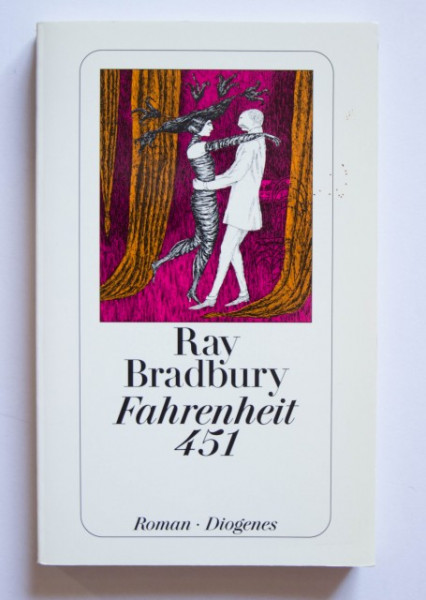 Ray
Bradbury
Fahrenheit
451
Roman · Diogenes